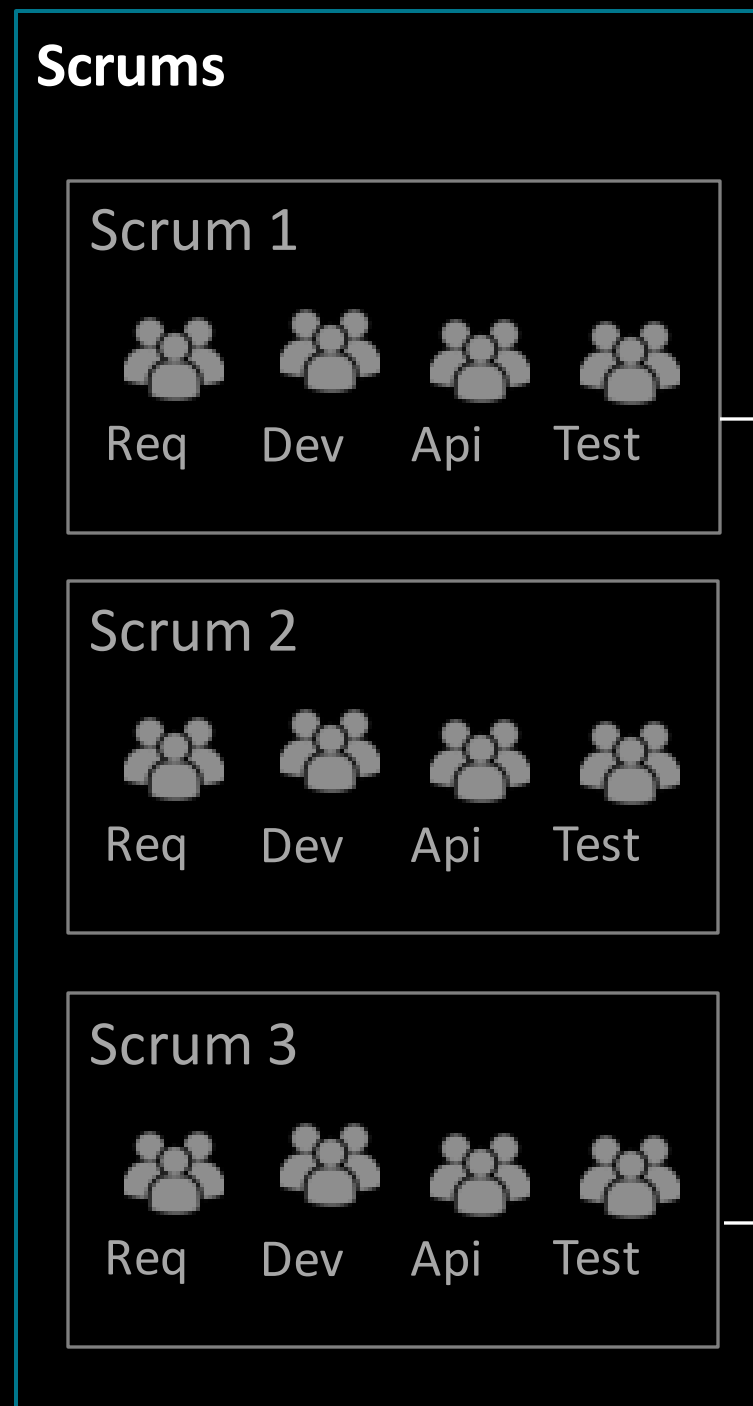 Scrums
Scrum 1
Req Dev Api Test
Scrum 2
Req Dev Api Test
Scrum 3
Req Dev Api Test